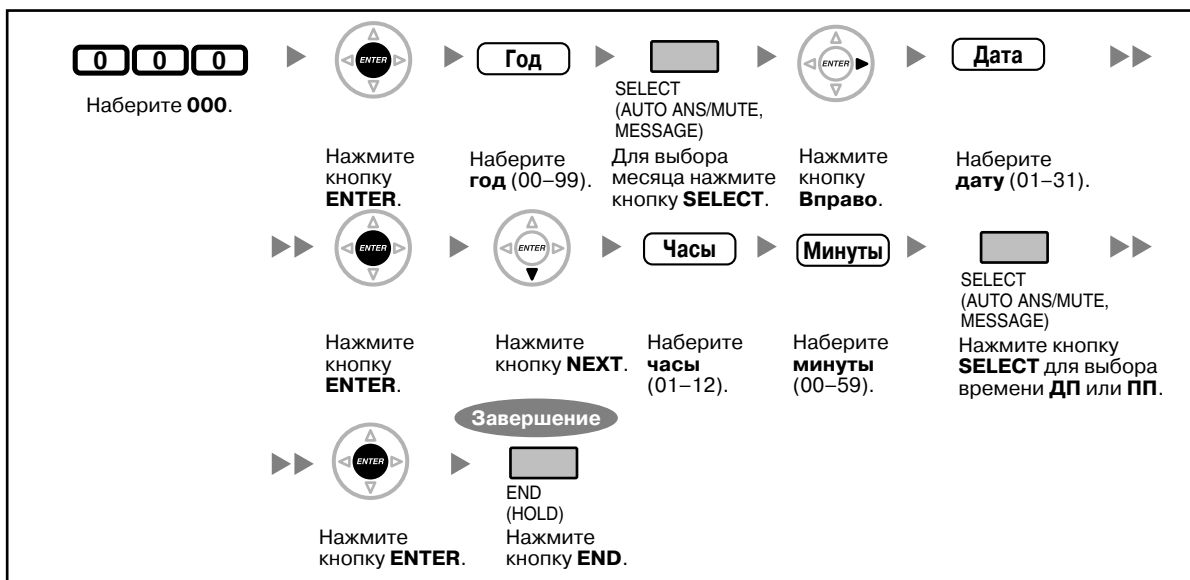 0 0 0
ENTER
Год
ENTER
Дата
Наберите 000.
SELECT
(AUTO ANS/MUTE,
MESSAGE)
Нажмите
кнопку
ENTER.
Наберите
год (00–99).
Для выбора
месяца нажмите
кнопку SELECT.
Нажмите
кнопку
Вправо.
Наберите
дату (01–31).
ENTER
ENTER
Часы
Минуты
SELECT
(AUTO ANS/MUTE,
MESSAGE)
Нажмите
кнопку
ENTER.
Нажмите
кнопку NEXT.
Наберите
часы
(01–12).
Наберите
минуты
(00–59).
Нажмите кнопку
SELECT для выбора
времени ДП или ПП.
Завершение
ENTER
END
(HOLD)
Нажмите
кнопку ENTER.
Нажмите
кнопку END.